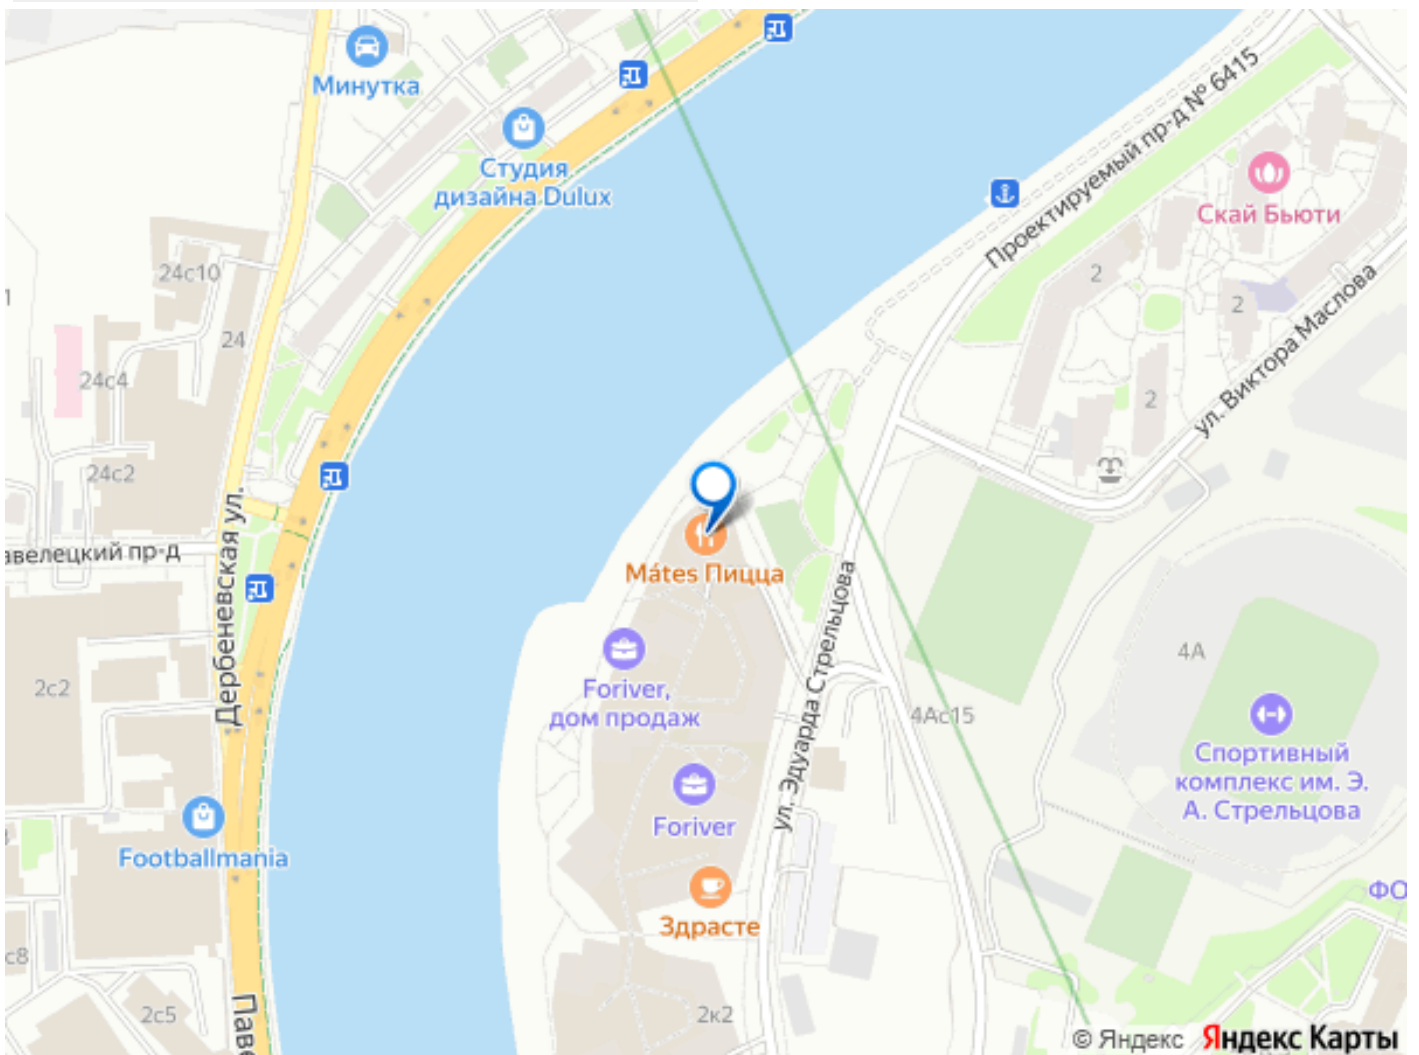 Минутка
Студия
дизайна Dulux
Проектируемый пр-д № 6415
Скай Бьюти
24с10
2
2
24
ул. Виктора Маслова
24с4
2
24с2
Дербеневская ул.
авелецкий пр-д
Mátes Пицца
ул. Эдуарда Стрельцова
4А
2с2
Foriver,
дом продаж
4Ас15
Спортивный
комплекс им. Э.
А. Стрельцова
Foriver
Footballmania
ФО
Здрасте
с8
2с5
Паве
2к2
© Яндекс Яндекс Карты